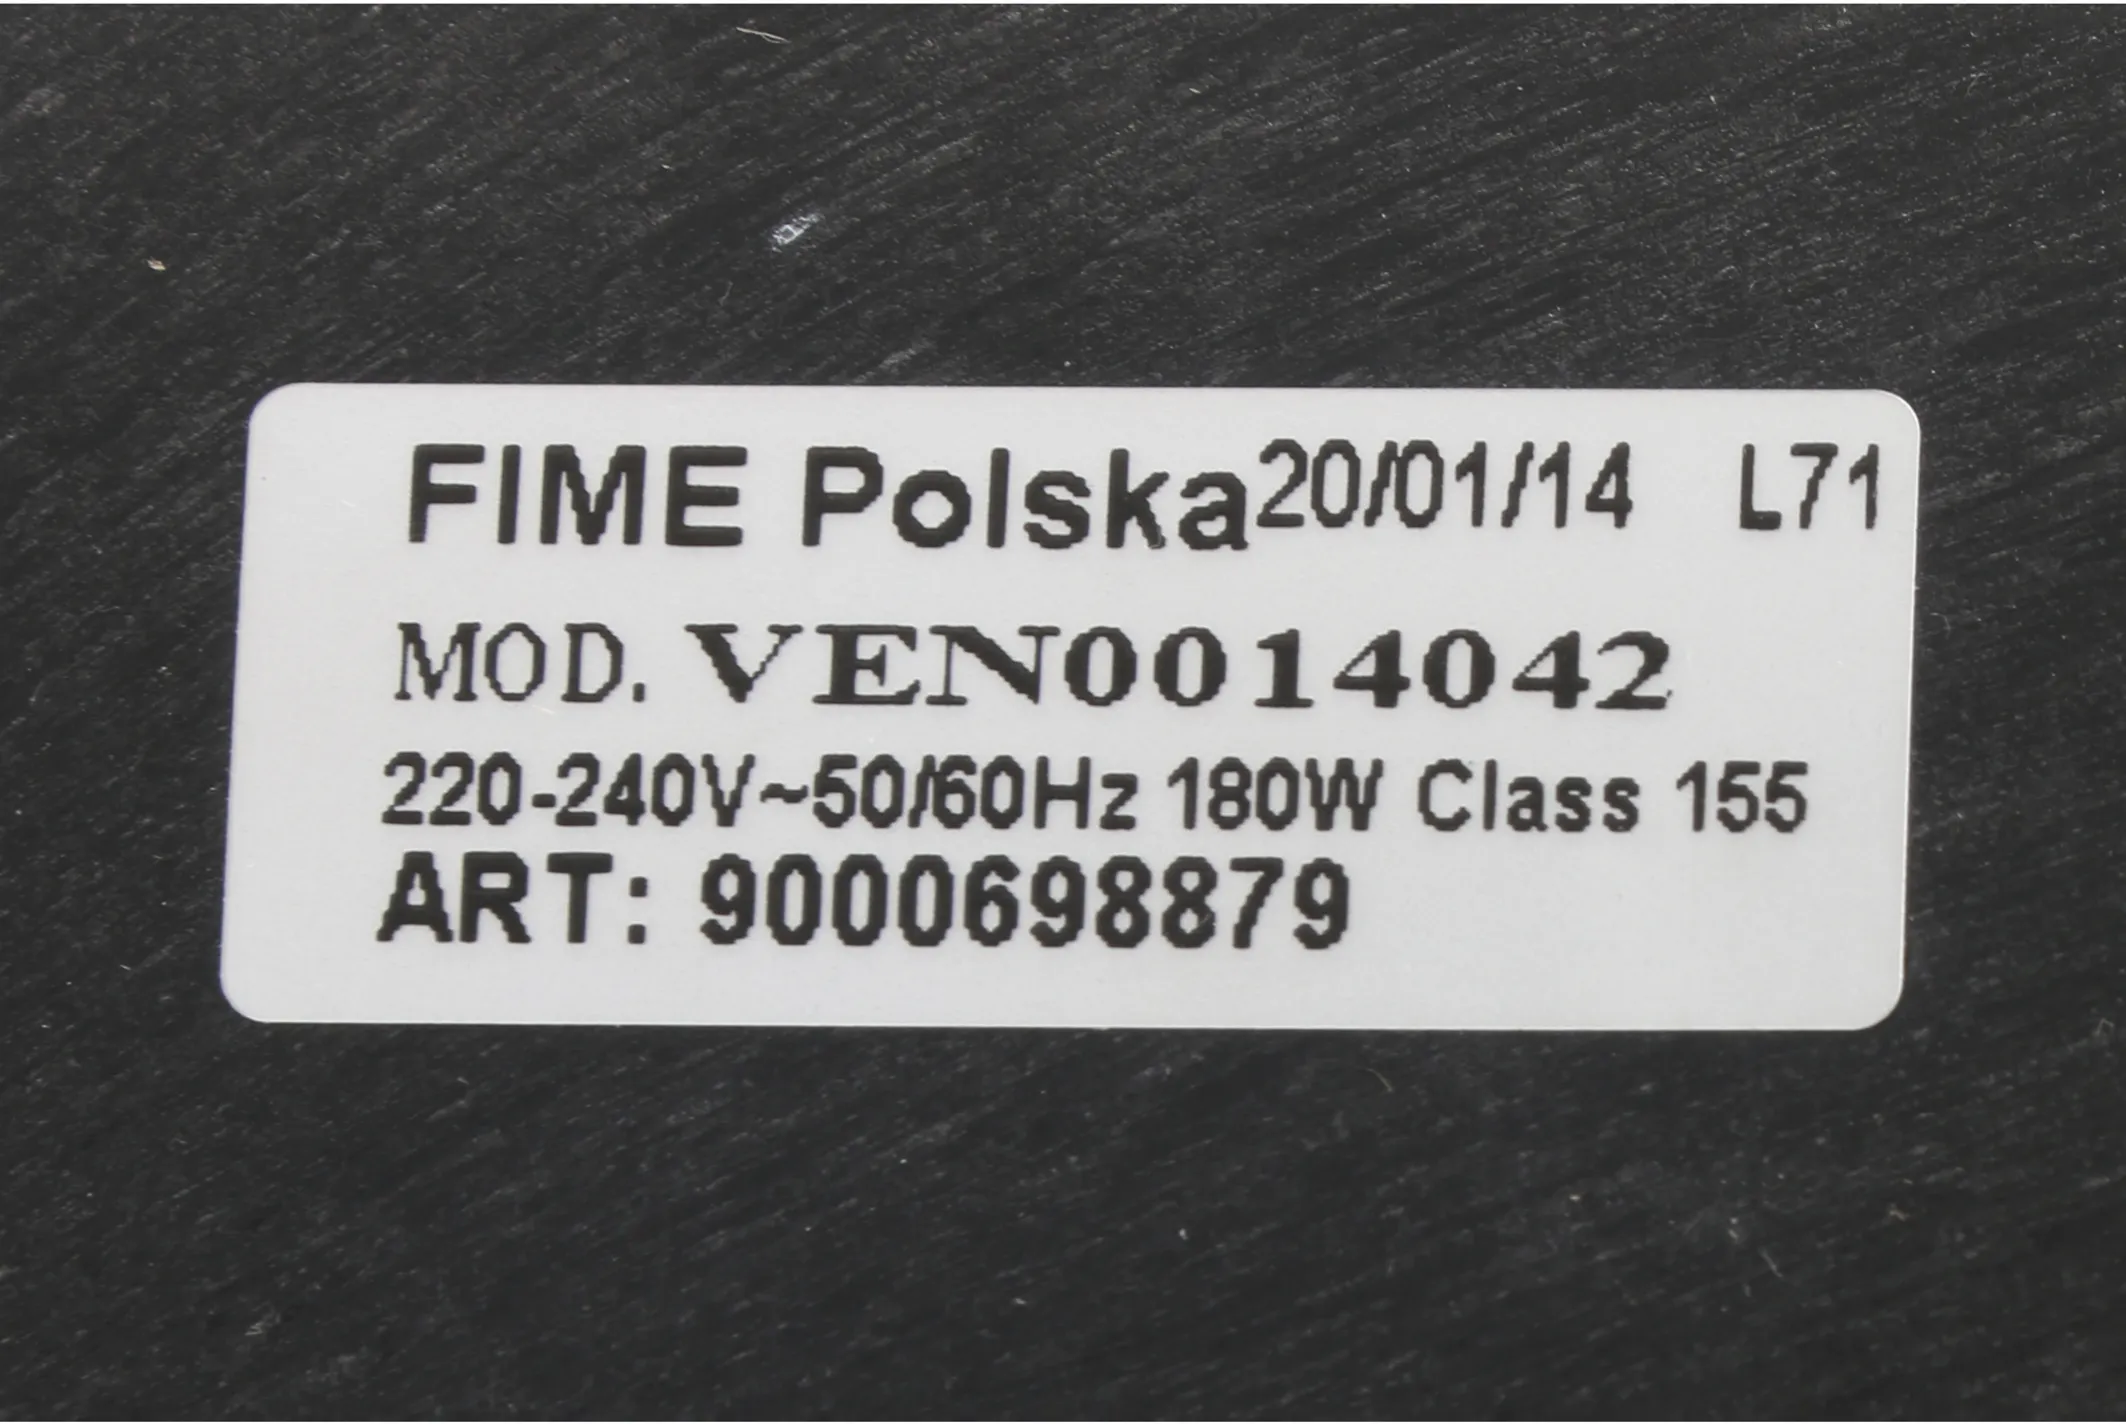 FIME Polska 20/01/14 L71
MOD. VEN0014042
220-240V~50/60Hz 180W Class 155
ART: 9000698879